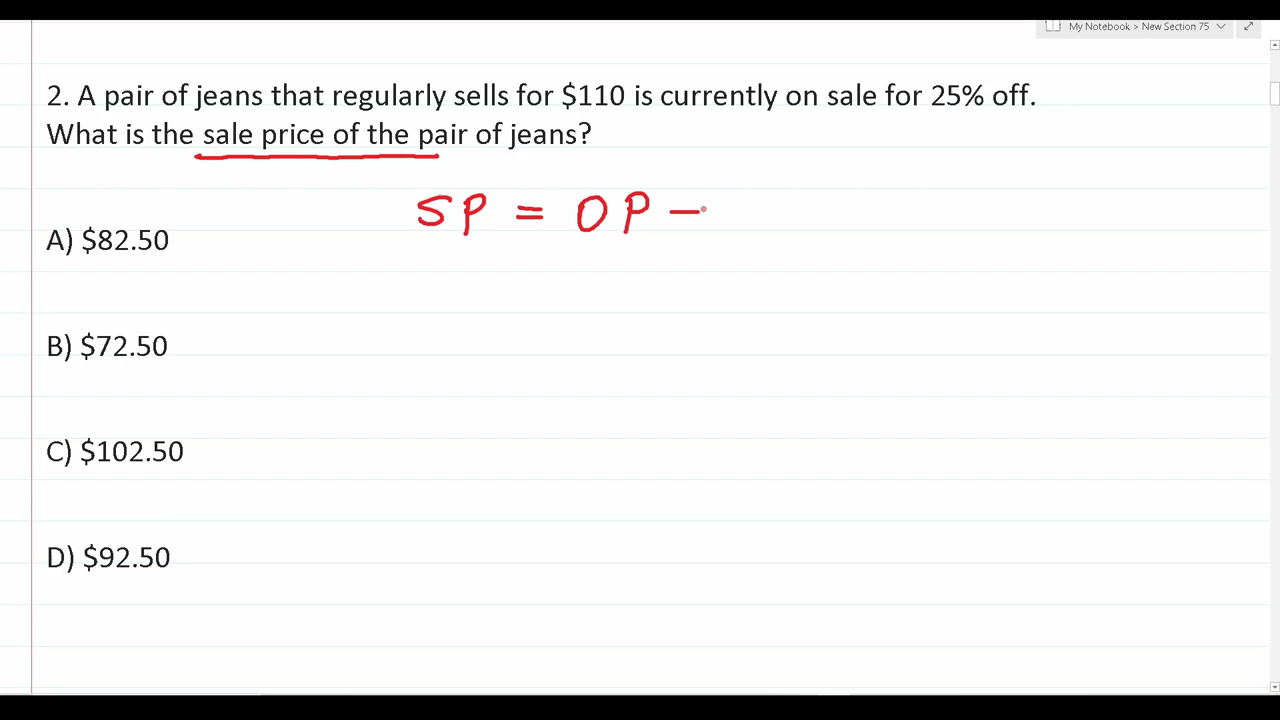 My Notebook > New Section 75
2. A pair of jeans that regularly sells for $110 is currently on sale for 25% off.
What is the sale price of the pair of jeans?
SP = OP -
A) $82.50
B) $72.50
C) $102.50
D) $92.50